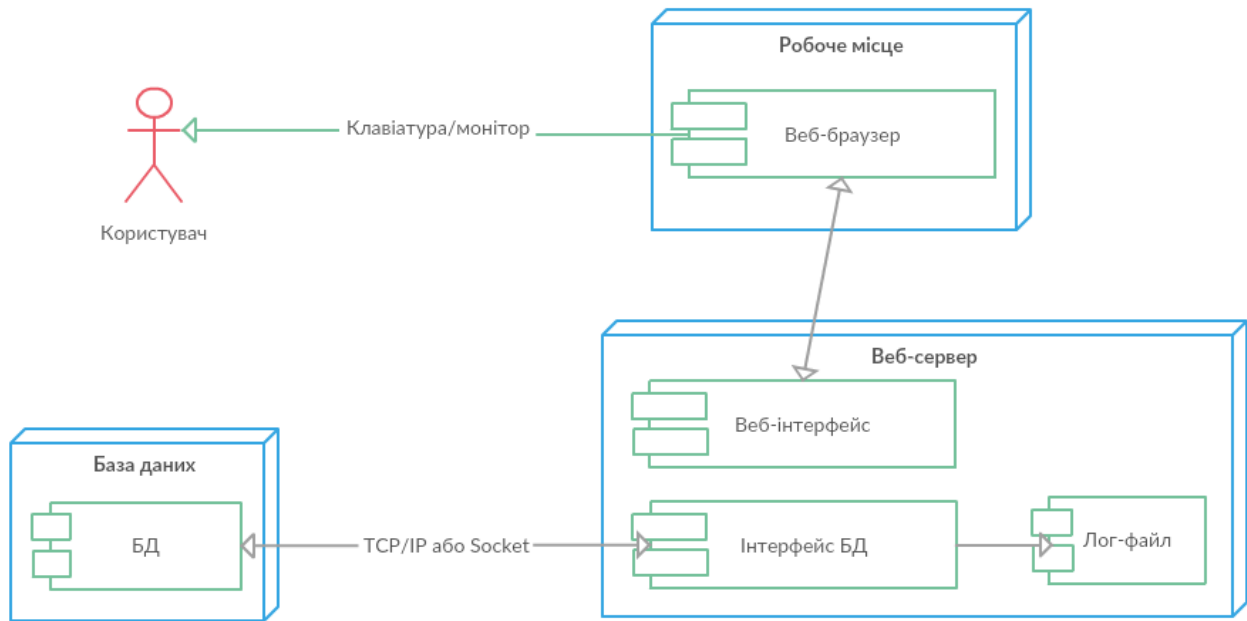 Робоче місце
Веб-браузер
Клавіатура/монітор
Користувач
Веб-сервер
Веб-інтерфейс
База даних
БД
TCP/IP або Socket
Інтерфейс БД
Лог-файл